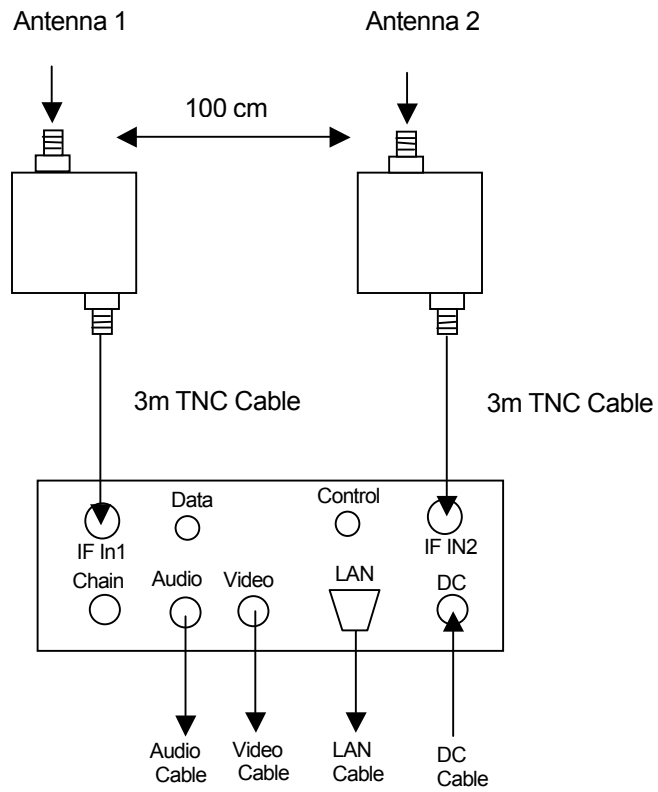 Antenna 1
Antenna 2
100 cm
3m TNC Cable
3m TNC Cable
Data
Control
IF In1
IF IN2
Chain
Audio
Video
LAN
DC
Audio
Cable
Video
Cable
LAN
Cable
DC
Cable